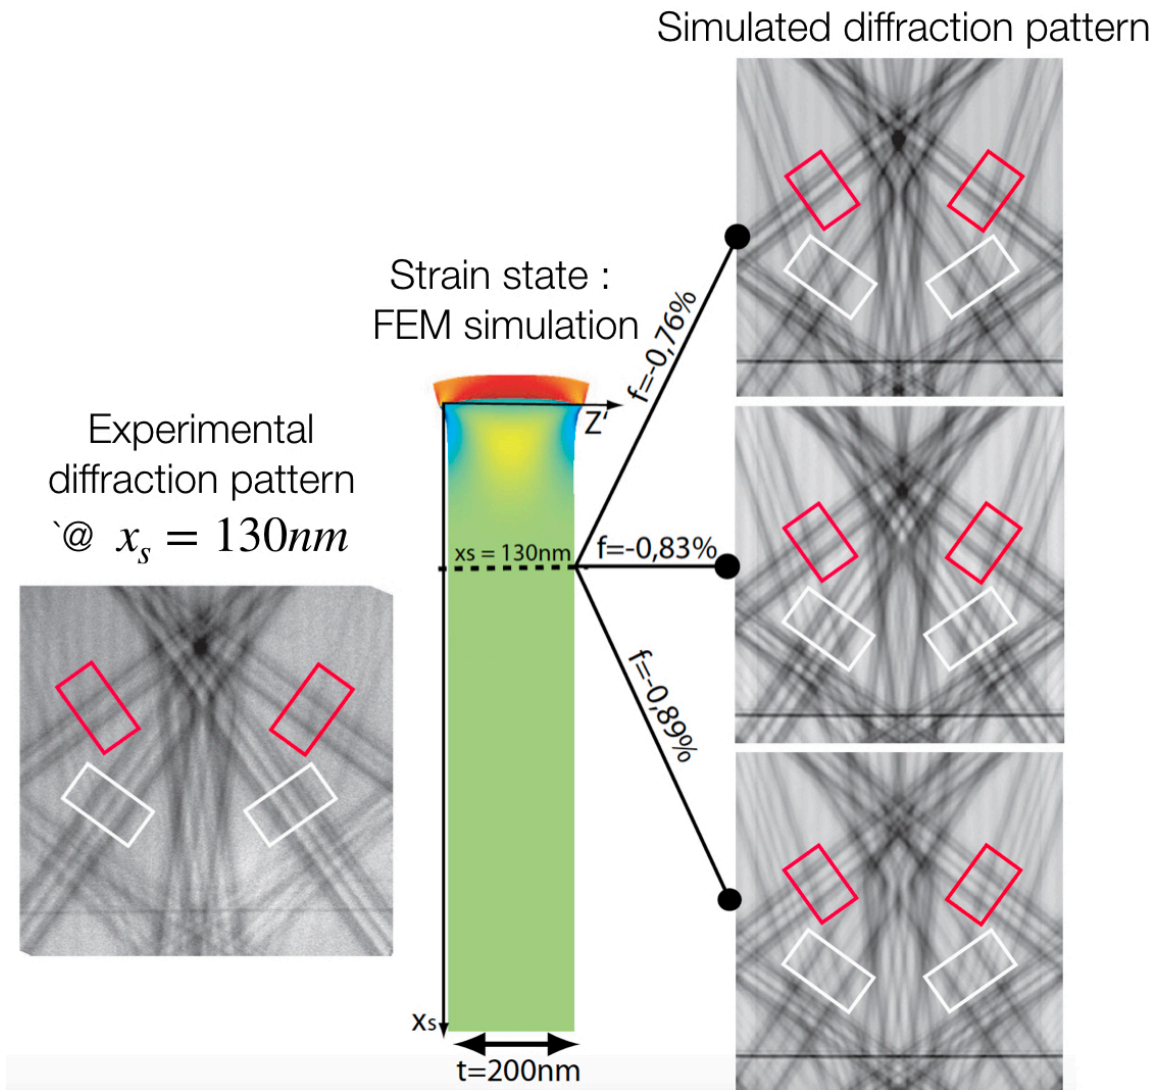 Simulated diffraction pattern
Strain state :
FEM simulation
f=-0,76%
Z'
Experimental
diffraction pattern
`@ xₛ = 130nm
xs = 130nm
f=-0,83%
f=-0,89%
xs
t=200nm